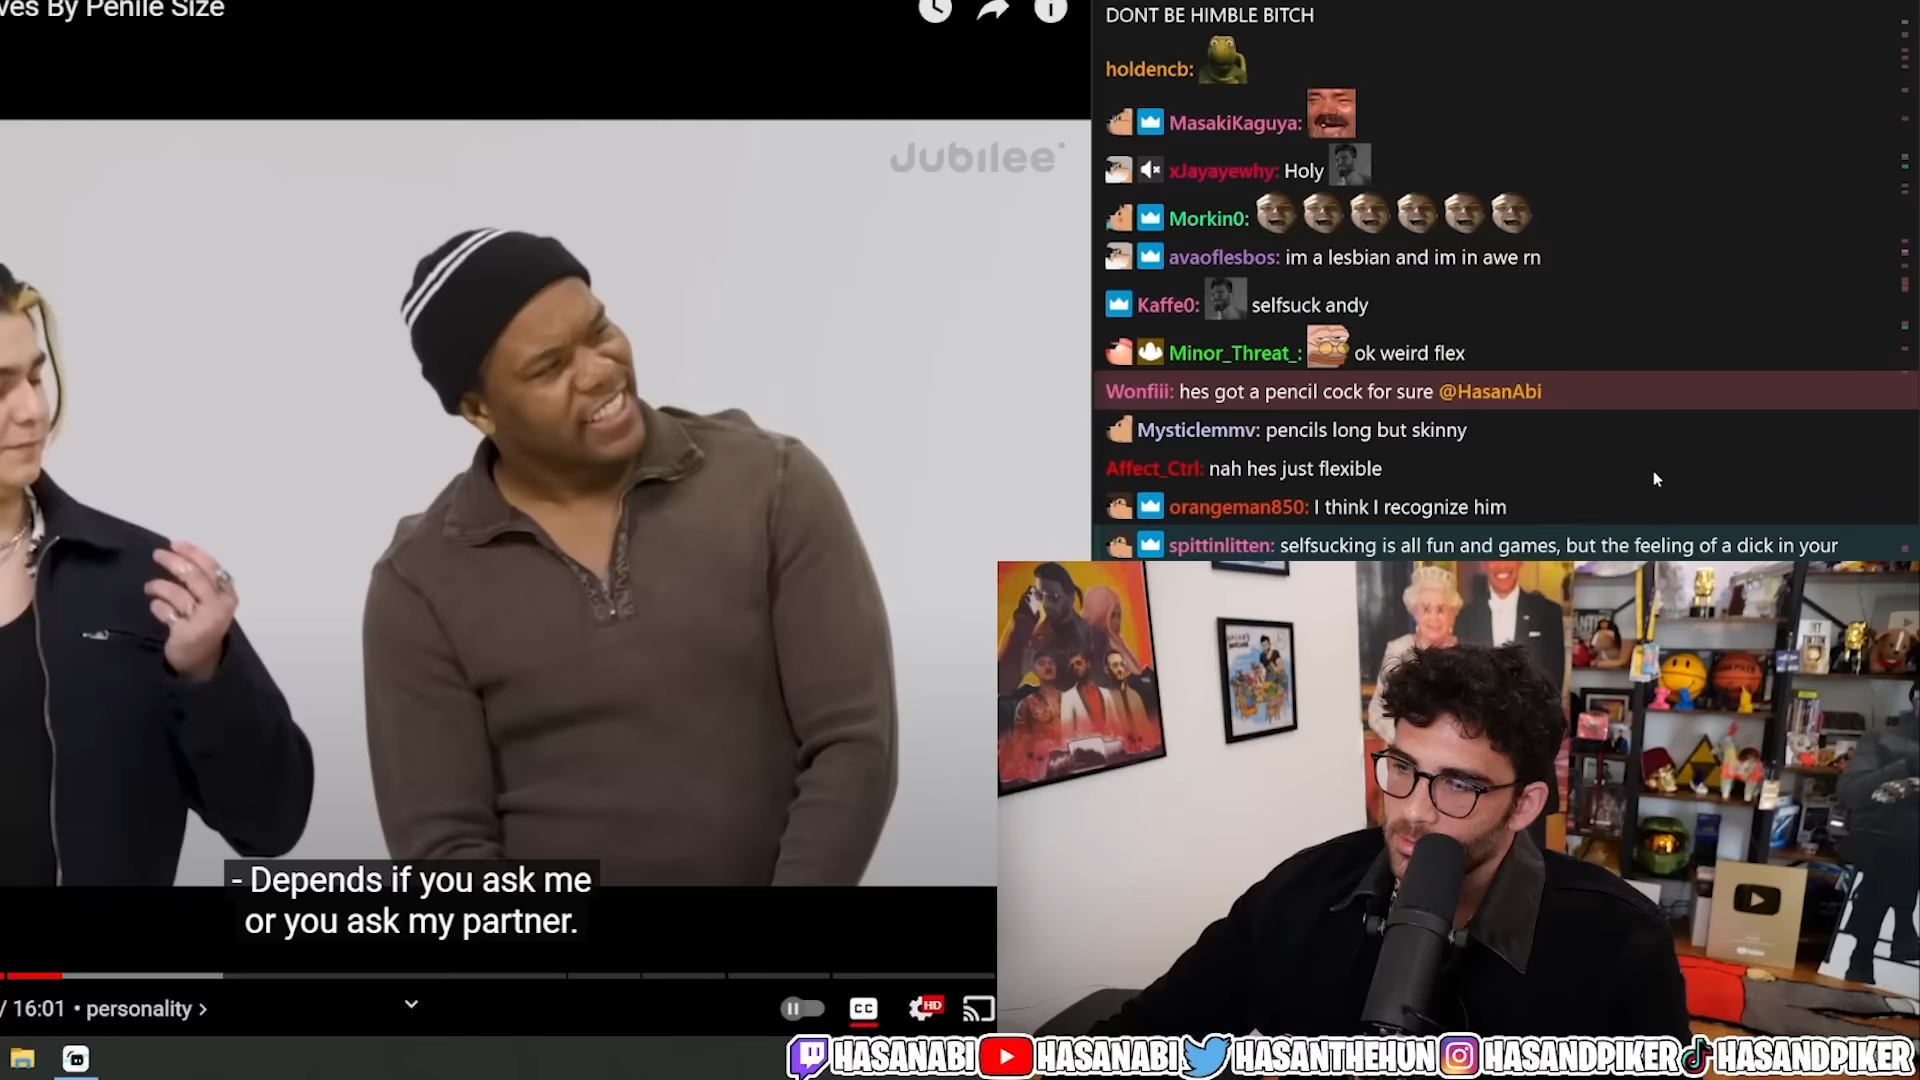 ves By Penile Size
DONT BE HIMBLE BITCH
holdencb:
MasakiKaguya:
xJayayewhy: Holy
Morkin0:
avaoflesbos: im a lesbian and im in awe rn
Kaffe0: selfsuck andy
Minor_Threat_: ok weird flex
Wonfiii: hes got a pencil cock for sure @HasanAbi
Mysticlemmv: pencils long but skinny
Affect_Ctrl: nah hes just flexible
orangeman850: I think I recognize him
spittinlitten: selfsucking is all fun and games, but the feeling of a dick in your
Jubilee
- Depends if you ask me
or you ask my partner.
/ 16:01 • personality >
CC
HD
HASANABI HASANABI HASANTHEHUN HASANDPIKER HASANDPIKER